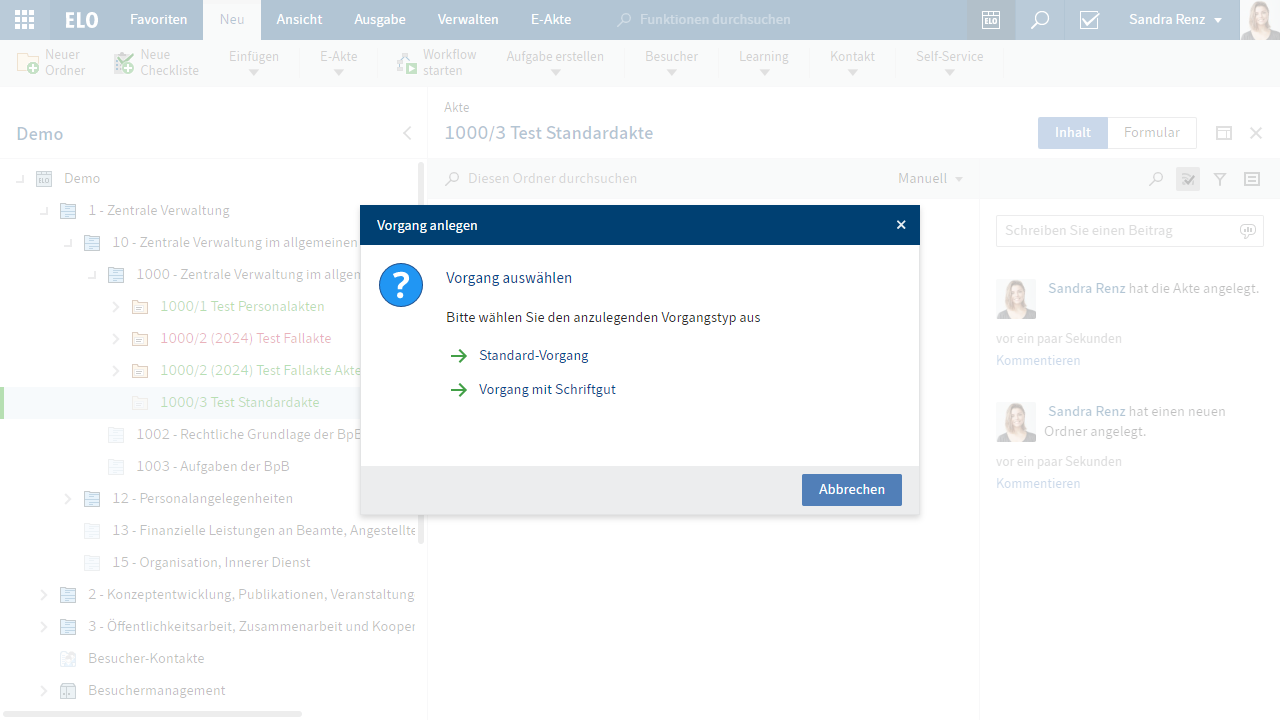 ELO
Favoriten
Neu
Ansicht
Ausgabe
Verwalten
E-Akte
Funktionen durchsuchen
ELO
Sandra Renz
Neuer
Ordner
Neue
Checkliste
Einfügen
E-Akte
Workflow
starten
Aufgabe erstellen
Besucher
Learning
Kontakt
Self-Service
Demo
Akte
1000/3 Test Standardakte
Inhalt
Formular
Diesen Ordner durchsuchen
Manuell
Demo
1 - Zentrale Verwaltung
10 - Zentrale Verwaltung im allgemeinen
1000 - Zentrale Verwaltung im allgem
1000/1 Test Personalakten
1000/2 (2024) Test Fallakte
1000/2 (2024) Test Fallakte Akte
1000/3 Test Standardakte
1002 - Rechtliche Grundlage der BpB
1003 - Aufgaben der BpB
12 - Personalangelegenheiten
13 - Finanzielle Leistungen an Beamte, Angestellte
15 - Organisation, Innerer Dienst
2 - Konzeptentwicklung, Publikationen, Veranstaltung
3 - Öffentlichkeitsarbeit, Zusammenarbeit und Kooper
Besucher-Kontakte
Besuchermanagement
Vorgang anlegen
Vorgang auswählen
Bitte wählen Sie den anzulegenden Vorgangstyp aus
Standard-Vorgang
Vorgang mit Schriftgut
Abbrechen
Schreiben Sie einen Beitrag
Sandra Renz hat die Akte angelegt.
vor ein paar Sekunden
Kommentieren
Sandra Renz hat einen neuen
Ordner angelegt.
vor ein paar Sekunden
Kommentieren